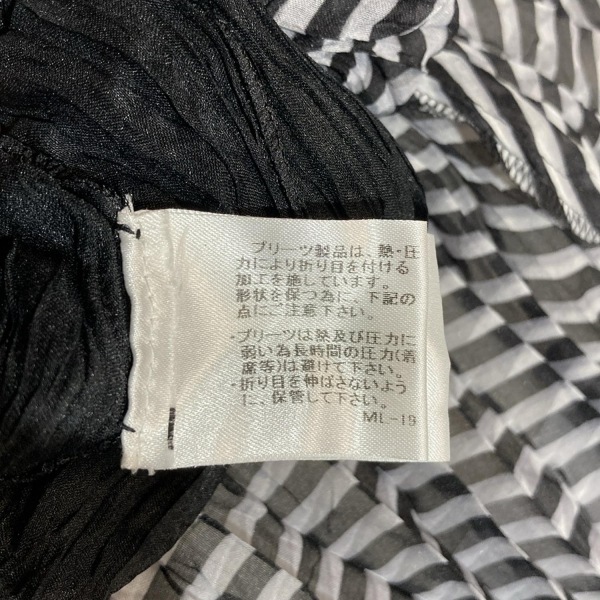 プリーツ製品は、熱・圧
力により折り目を付ける
加工を施しています。
形状を保つ為に、下記の
点にご注意下さい。
・プリーツは熱及び圧力に
弱い為長時間の圧力(着
席等)は避けて下さい。
・折り目を伸ばさないよう
に、保管して下さい。
ML-19